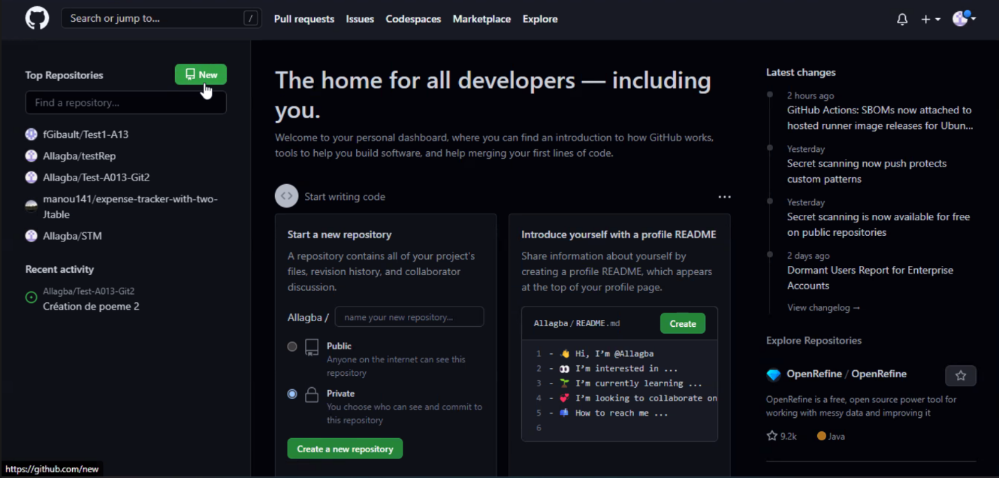 Search or jump to... /
Pull requests Issues Codespaces Marketplace Explore
Top Repositories
New
Find a repository...
fGibault/Test1-A13
Allagba/testRep
Allagba/Test-A013-Git2
manou141/expense-tracker-with-two-
Jtable
Allagba/STM
Recent activity
Allagba/Test-A013-Git2
Création de poeme 2
https://github.com/new
The home for all developers — including
you.
Welcome to your personal dashboard, where you can find an introduction to how GitHub works,
tools to help you build software, and help merging your first lines of code.
Start writing code
Start a new repository
A repository contains all of your project's
files, revision history, and collaborator
discussion.
Allagba / name your new repository...
Public
Anyone on the internet can see this
repository
Private
You choose who can see and commit to
this repository
Create a new repository
Introduce yourself with a profile README
Share information about yourself by
creating a profile README, which appears
at the top of your profile page.
Allagba / README.md
Create
1 - 👋 Hi, I'm @Allagba
2 - 👀 I'm interested in ...
3 - 🌱 I'm currently learning ...
4 - 💞️ I'm looking to collaborate on
5 - 📫 How to reach me ...
6
Latest changes
2 hours ago
GitHub Actions: SBOMs now attached to
hosted runner image releases for Ubun...
Yesterday
Secret scanning now push protects
custom patterns
Yesterday
Secret scanning is now available for free
on public repositories
2 days ago
Dormant Users Report for Enterprise
Accounts
View changelog →
Explore Repositories
OpenRefine / OpenRefine
OpenRefine is a free, open source power tool for
working with messy data and improving it
9.2k Java